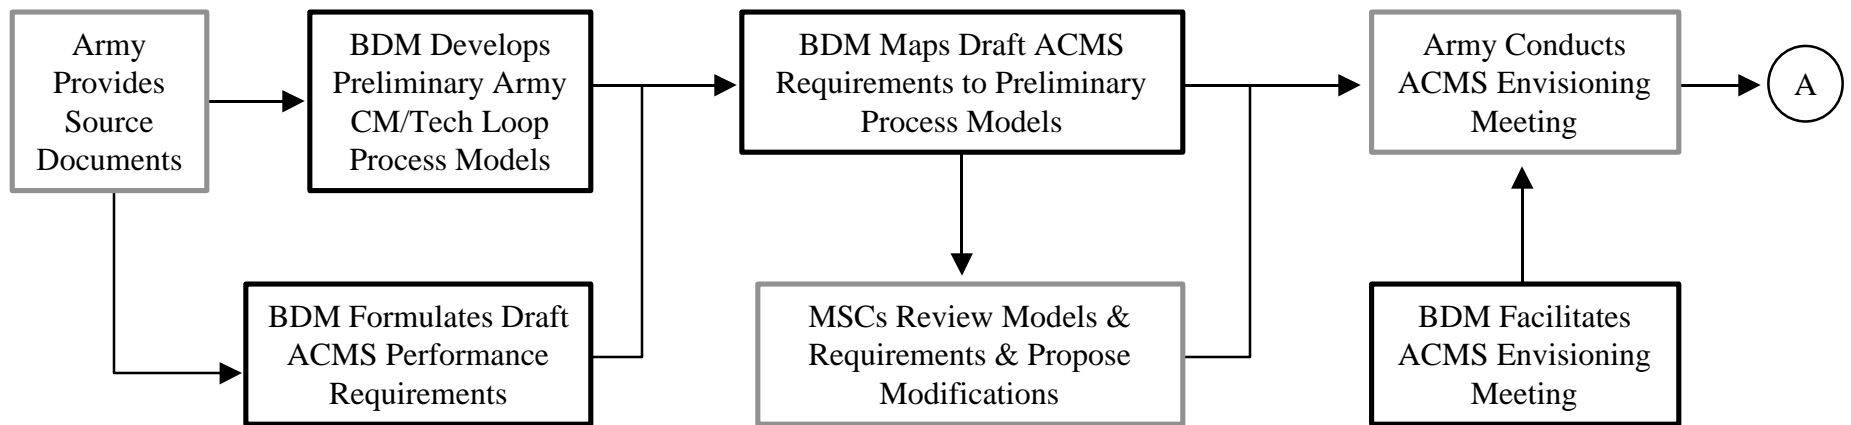 Army
Provides
Source
Documents
BDM Develops
Preliminary Army
CM/Tech Loop
Process Models
BDM Maps Draft ACMS
Requirements to Preliminary
Process Models
Army Conducts
ACMS Envisioning
Meeting
A
BDM Formulates Draft
ACMS Performance
Requirements
MSCs Review Models &
Requirements & Propose
Modifications
BDM Facilitates
ACMS Envisioning
Meeting